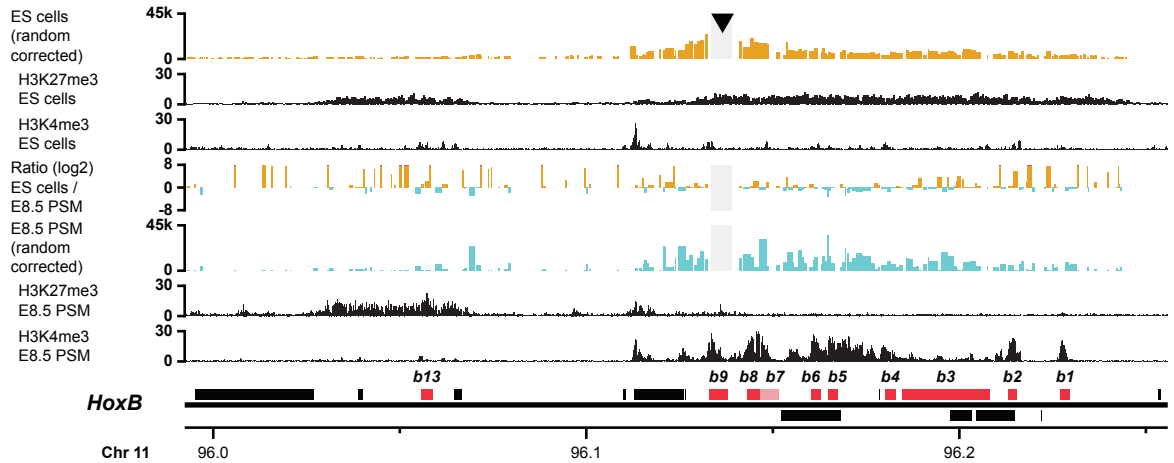 ES cells
(random
corrected)
45k
0
H3K27me3
ES cells
30
0
H3K4me3
ES cells
30
0
Ratio (log2)
ES cells /
E8.5 PSM
8
0
-8
E8.5 PSM
(random
corrected)
45k
0
H3K27me3
E8.5 PSM
30
0
H3K4me3
E8.5 PSM
30
0
b13 b9 b8 b7 b6 b5 b4 b3 b2 b1
HoxB
Chr 11 96.0 96.1 96.2